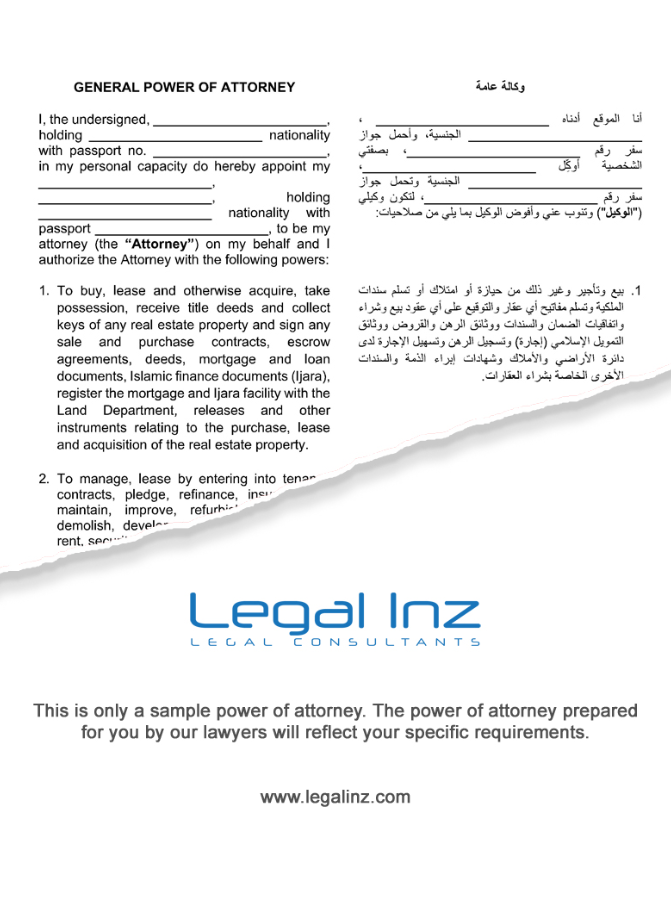 GENERAL POWER OF ATTORNEY
I, the undersigned, ______________________,
holding ______________________ nationality
with passport no. ______________________,
in my personal capacity do hereby appoint my
______________________,
______________________, holding
______________________ nationality with
passport ______________________, to be my
attorney (the “Attorney”) on my behalf and I
authorize the Attorney with the following powers:
1. To buy, lease and otherwise acquire, take
possession, receive title deeds and collect
keys of any real estate property and sign any
sale and purchase contracts, escrow
agreements, deeds, mortgage and loan
documents, Islamic finance documents (Ijara),
register the mortgage and Ijara facility with the
Land Department, releases and other
instruments relating to the purchase, lease
and acquisition of the real estate property.
2. To manage, lease by entering into
contracts, pledge, refinance,
maintain, improve,
demolish,
rent,
وكالة عامة
أنا الموقع أدناه ______________________ ،
______________________ الجنسية، وأحمل جواز
سفر رقم ______________________، بصفتي
الشخصية أوكّل ______________________،
______________________ الجنسية وتحمل جواز
سفر رقم ______________________، لتكون وكيلي
("الوكيل") وتنوب عني وأفوض الوكيل بما يلي من صلاحيات:
1. بيع وتأجير وغير ذلك من حيازة أو امتلاك أو تسلم سندات
الملكية وتسلم مفاتيح أي عقار والتوقيع على أي عقود بيع وشراء
واتفاقيات الضمان والسندات ووثائق الرهن والقروض ووثائق
التمويل الإسلامي (إجارة) وتسجيل الرهن وتسهيل الإجارة لدى
دائرة الأراضي والأملاك وشهادات إبراء الذمة والسندات
الأخرى الخاصة بشراء العقارات.
Legal Inz
LEGAL CONSULTANTS
This is only a sample power of attorney. The power of attorney prepared
for you by our lawyers will reflect your specific requirements.
www.legalinz.com